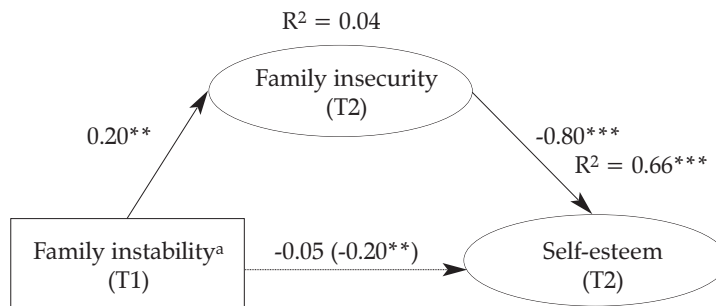 R² = 0.04
Family insecurity
(T2)
0.20**
-0.80***
R² = 0.66***
Family instabilityᵃ
(T1)
-0.05 (-0.20**)
Self-esteem
(T2)